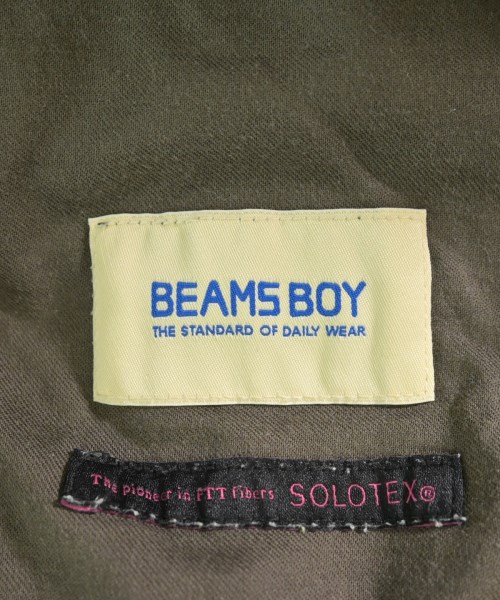 BEAMS BOY
THE STANDARD OF DAILY WEAR
The pioneer in PTT fibers SOLOTEX®